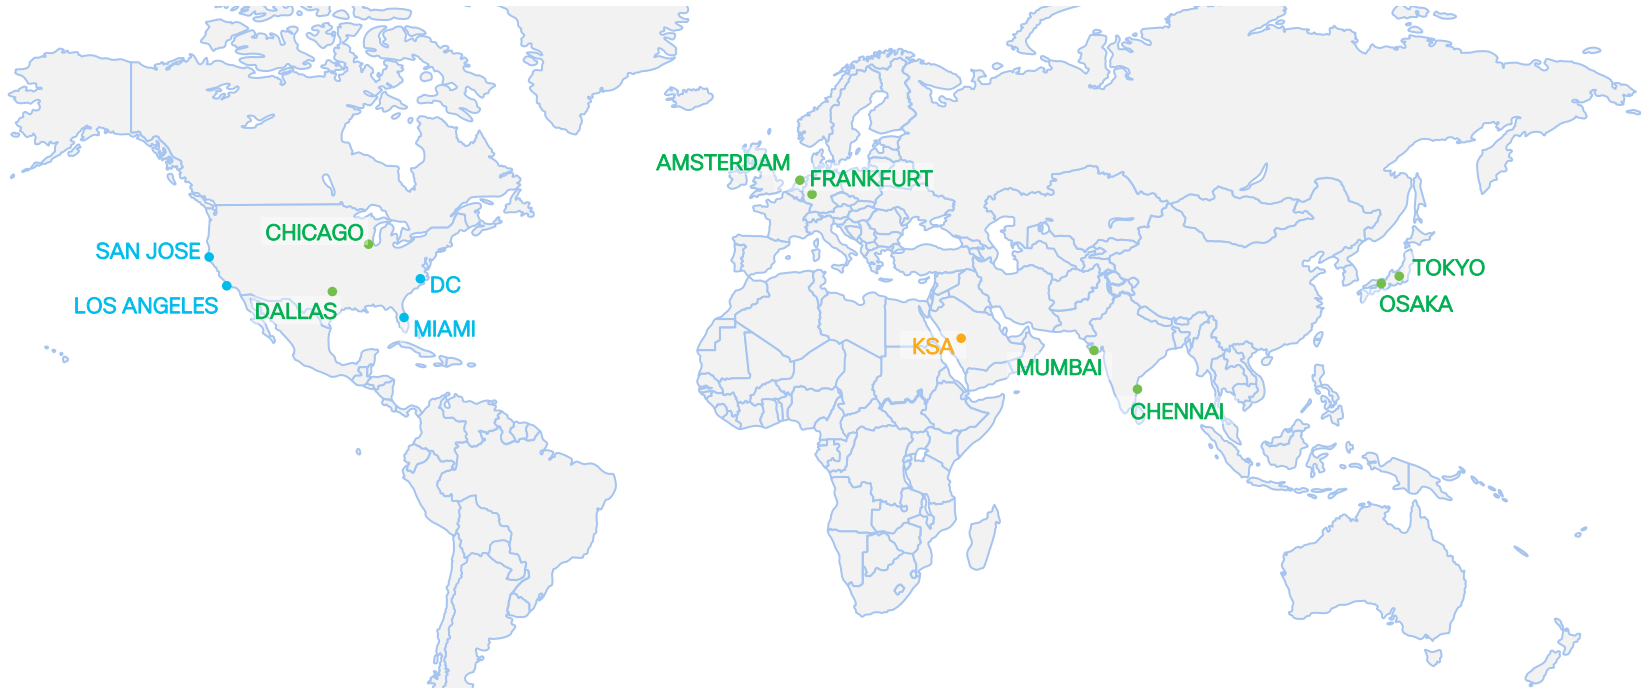 AMSTERDAM
FRANKFURT
CHICAGO
SAN JOSE
LOS ANGELES
DALLAS
DC
MIAMI
KSA
MUMBAI
CHENNAI
TOKYO
OSAKA